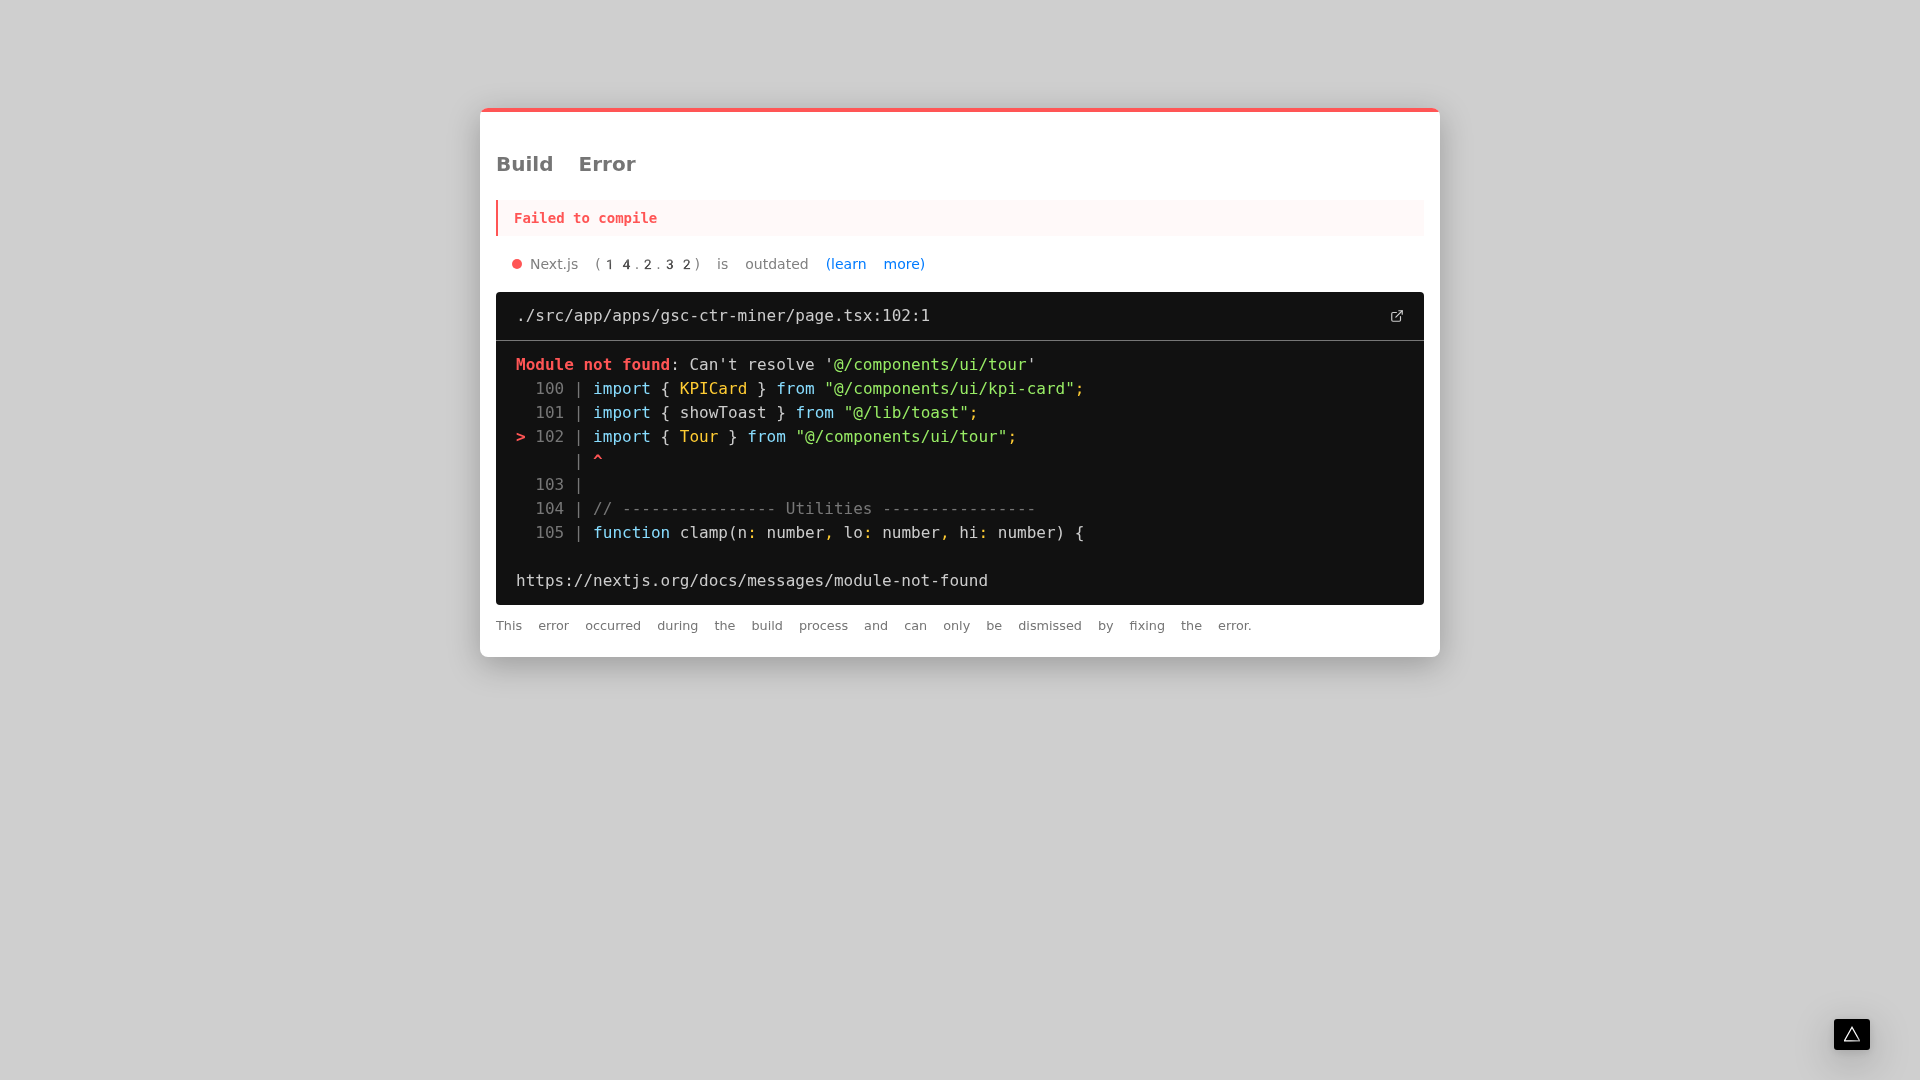 Build Error
Failed to compile
Next.js (14.2.32) is outdated (learn more)
./src/app/apps/gsc-ctr-miner/page.tsx:102:1
Module not found: Can't resolve '@/components/ui/tour'
  100 | import { KPICard } from "@/components/ui/kpi-card";
  101 | import { showToast } from "@/lib/toast";
> 102 | import { Tour } from "@/components/ui/tour";
      | ^
  103 |
  104 | // ---------------- Utilities ----------------
  105 | function clamp(n: number, lo: number, hi: number) {
https://nextjs.org/docs/messages/module-not-found
This error occurred during the build process and can only be dismissed by fixing the error.